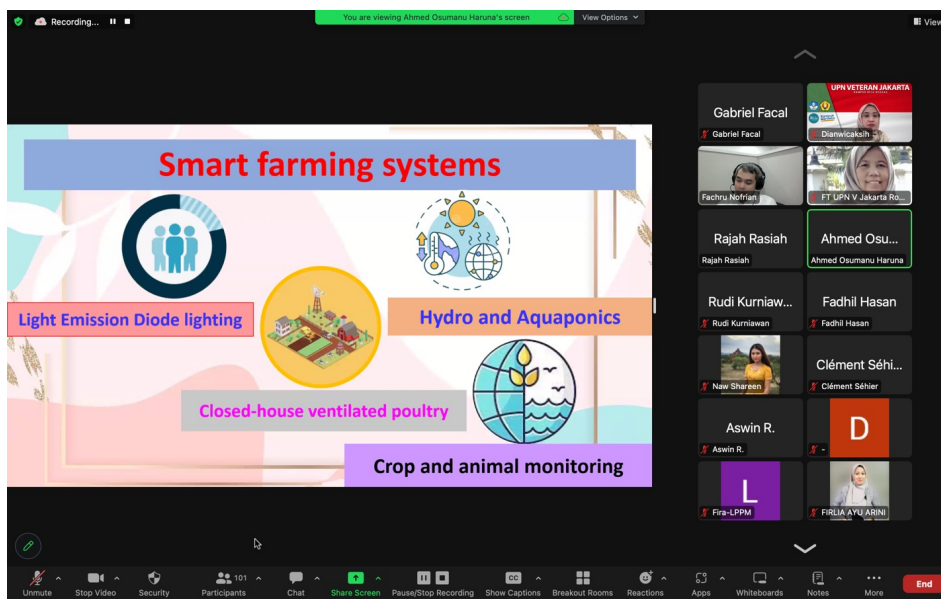 Recording...
You are viewing Ahmed Osumanu Haruna's screen
View Options
View
Smart farming systems
Light Emission Diode lighting
Hydro and Aquaponics
Closed-house ventilated poultry
Crop and animal monitoring
Gabriel Facal
Gabriel Facal
UPN VETERAN JAKARTA
Dianwicaksih
Fachru Nofrian
FT UPN V Jakarta Ro...
Rajah Rasiah
Rajah Rasiah
Ahmed Osu...
Ahmed Osumanu Haruna
Rudi Kurniaw...
Rudi Kurniawan
Fadhil Hasan
Fadhil Hasan
Naw Shareen
Clément Séhi...
Clément Séhier
Aswin R.
Aswin R.
D
-
L
Fira-LPPM
FIRLIA AYU ARINI
Unmute
Stop Video
Security
Participants
101
Chat
Share Screen
Pause/Stop Recording
CC
Show Captions
Breakout Rooms
Reactions
Apps
Whiteboards
Notes
More
End